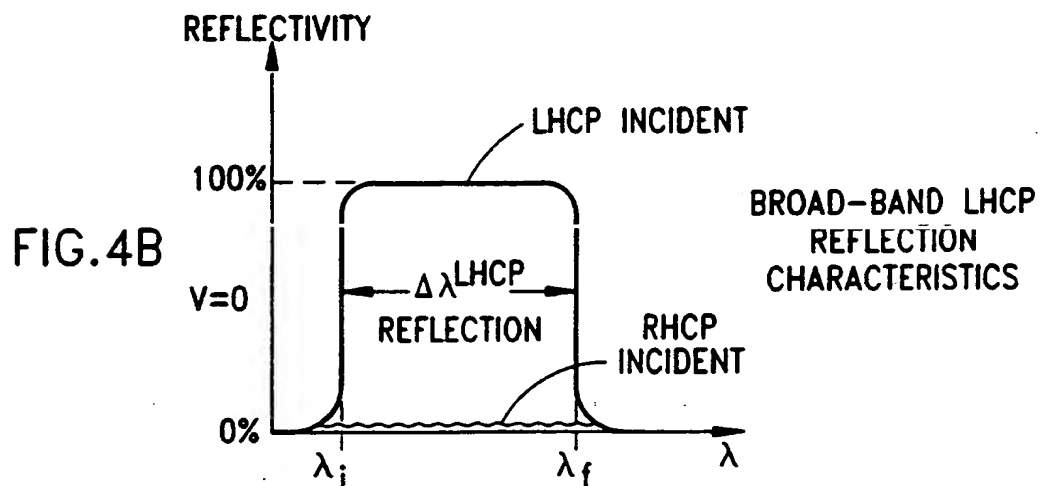 REFLECTIVITY
LHCP INCIDENT
100%
BROAD-BAND LHCP
REFLECTION
CHARACTERISTICS
FIG.4B
V=0
Δλ LHCP
REFLECTION
RHCP
INCIDENT
0%
λi
λf
λ